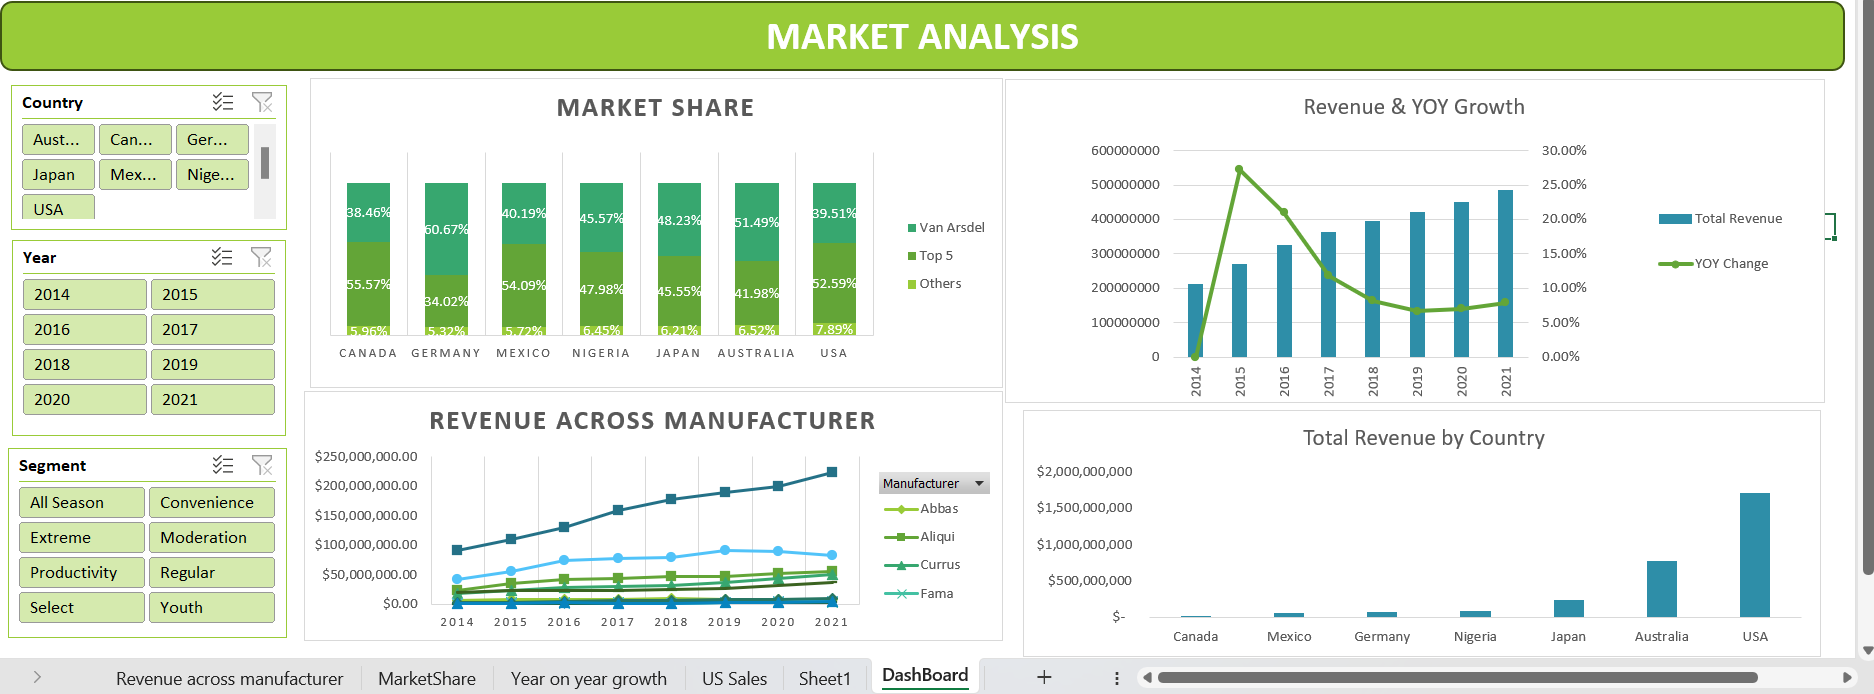 MARKET ANALYSIS
Country
Aust...
Can...
Ger...
Japan
Mex...
Nige...
USA
Year
2014
2015
2016
2017
2018
2019
2020
2021
Segment
All Season
Convenience
Extreme
Moderation
Productivity
Regular
Select
Youth
MARKET SHARE
38.46%
60.67%
40.19%
45.57%
48.23%
51.49%
39.51%
55.57%
34.02%
54.09%
47.98%
45.55%
41.98%
52.59%
5.96%
5.32%
5.72%
6.45%
6.21%
6.52%
7.89%
CANADA
GERMANY
MEXICO
NIGERIA
JAPAN
AUSTRALIA
USA
Van Arsdel
Top 5
Others
Revenue & YOY Growth
600000000
500000000
400000000
300000000
200000000
100000000
0
30.00%
25.00%
20.00%
15.00%
10.00%
5.00%
0.00%
2014
2015
2016
2017
2018
2019
2020
2021
Total Revenue
YOY Change
REVENUE ACROSS MANUFACTURER
$250,000,000.00
$200,000,000.00
$150,000,000.00
$100,000,000.00
$50,000,000.00
$0.00
2014
2015
2016
2017
2018
2019
2020
2021
Manufacturer
Abbas
Aliqui
Currus
Fama
Total Revenue by Country
$2,000,000,000
$1,500,000,000
$1,000,000,000
$500,000,000
$-
Canada
Mexico
Germany
Nigeria
Japan
Australia
USA
Revenue across manufacturer
MarketShare
Year on year growth
US Sales
Sheet1
DashBoard